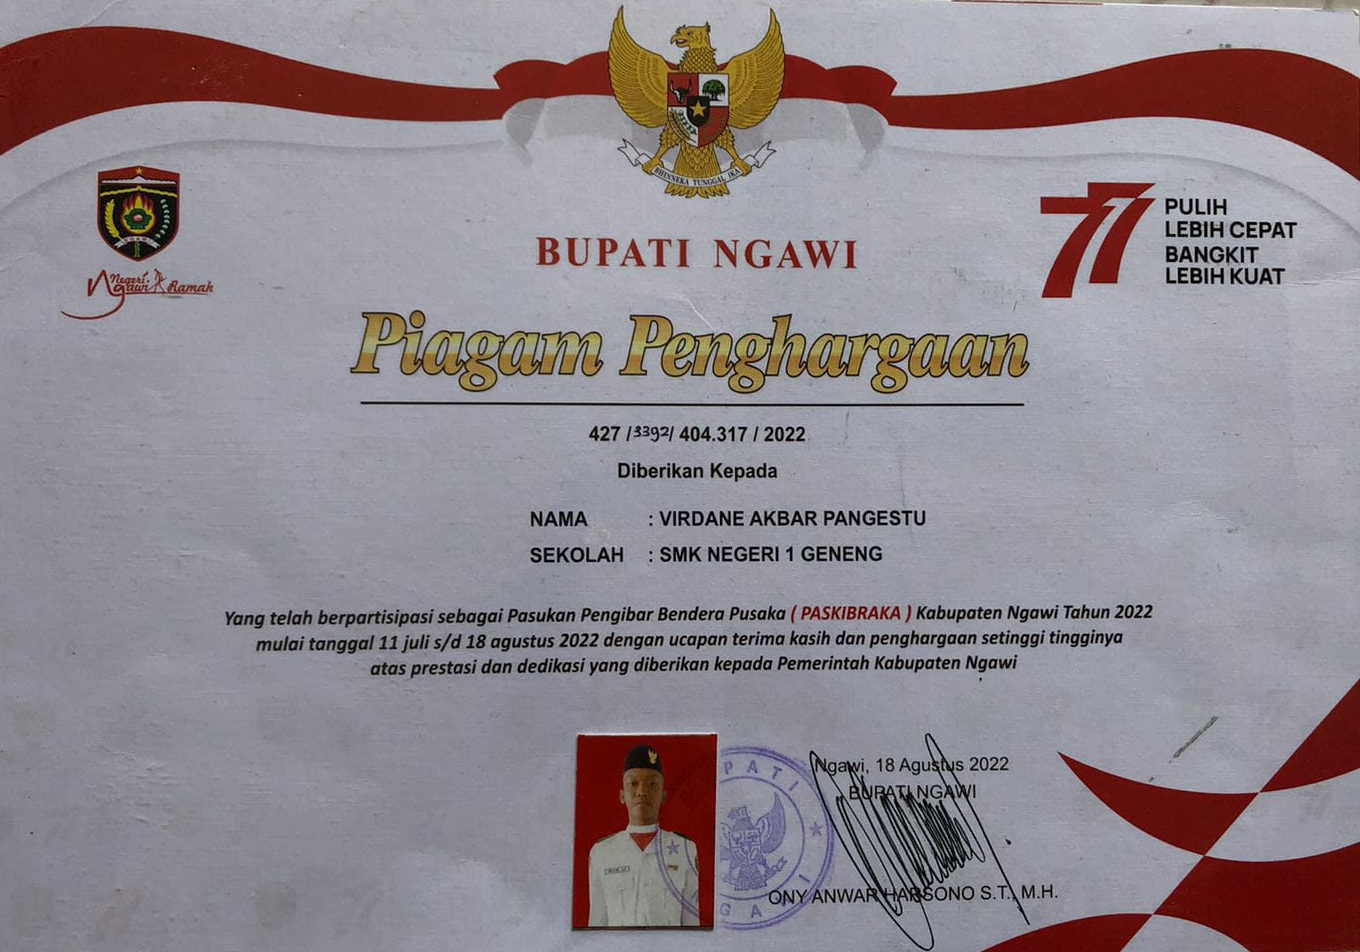 BHINNEKA TUNGGAL IKA
Negeri
Ngawi Ramah
77
PULIH
LEBIH CEPAT
BANGKIT
LEBIH KUAT
BUPATI NGAWI
Piagam Penghargaan
427 /3392/ 404.317 / 2022
Diberikan Kepada
NAMA : VIRDANE AKBAR PANGESTU
SEKOLAH : SMK NEGERI 1 GENENG
Yang telah berpartisipasi sebagai Pasukan Pengibar Bendera Pusaka ( PASKIBRAKA ) Kabupaten Ngawi Tahun 2022
mulai tanggal 11 juli s/d 18 agustus 2022 dengan ucapan terima kasih dan penghargaan setinggi tingginya
atas prestasi dan dedikasi yang diberikan kepada Pemerintah Kabupaten Ngawi
Ngawi, 18 Agustus 2022
BUPATI NGAWI
ONY ANWAR HARSONO S.T., M.H.